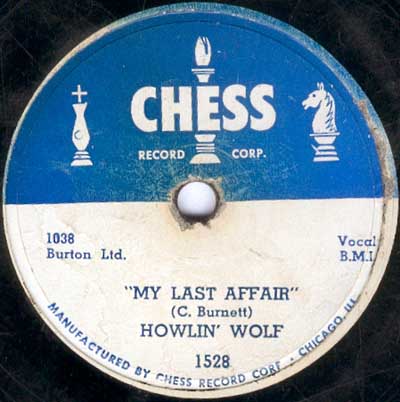 CHESS
RECORD CORP.
1038
Burton Ltd.
Vocal
B.M.I.
"MY LAST AFFAIR"
(C. Burnett)
HOWLIN' WOLF
1528
MANUFACTURED BY CHESS RECORD CORP • CHICAGO, ILL